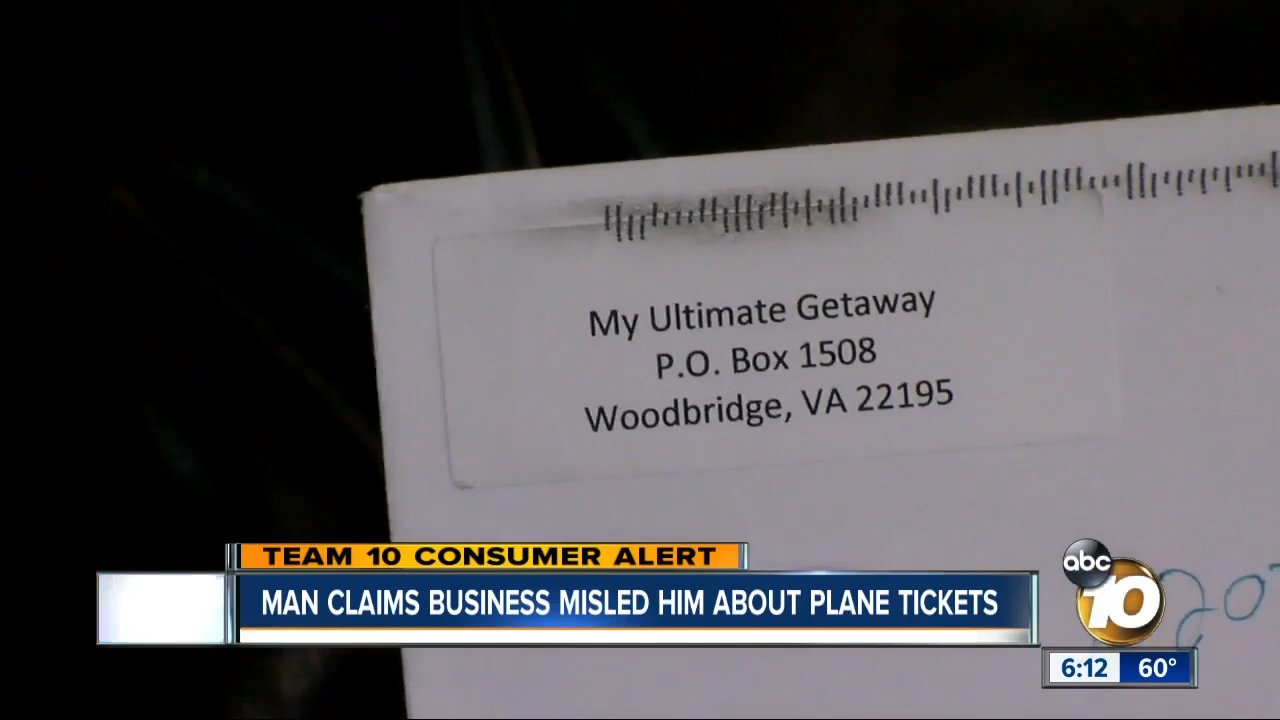 My Ultimate Getaway
P.O. Box 1508
Woodbridge, VA 22195
TEAM 10 CONSUMER ALERT
MAN CLAIMS BUSINESS MISLED HIM ABOUT PLANE TICKETS
abc
10
6:12 60°